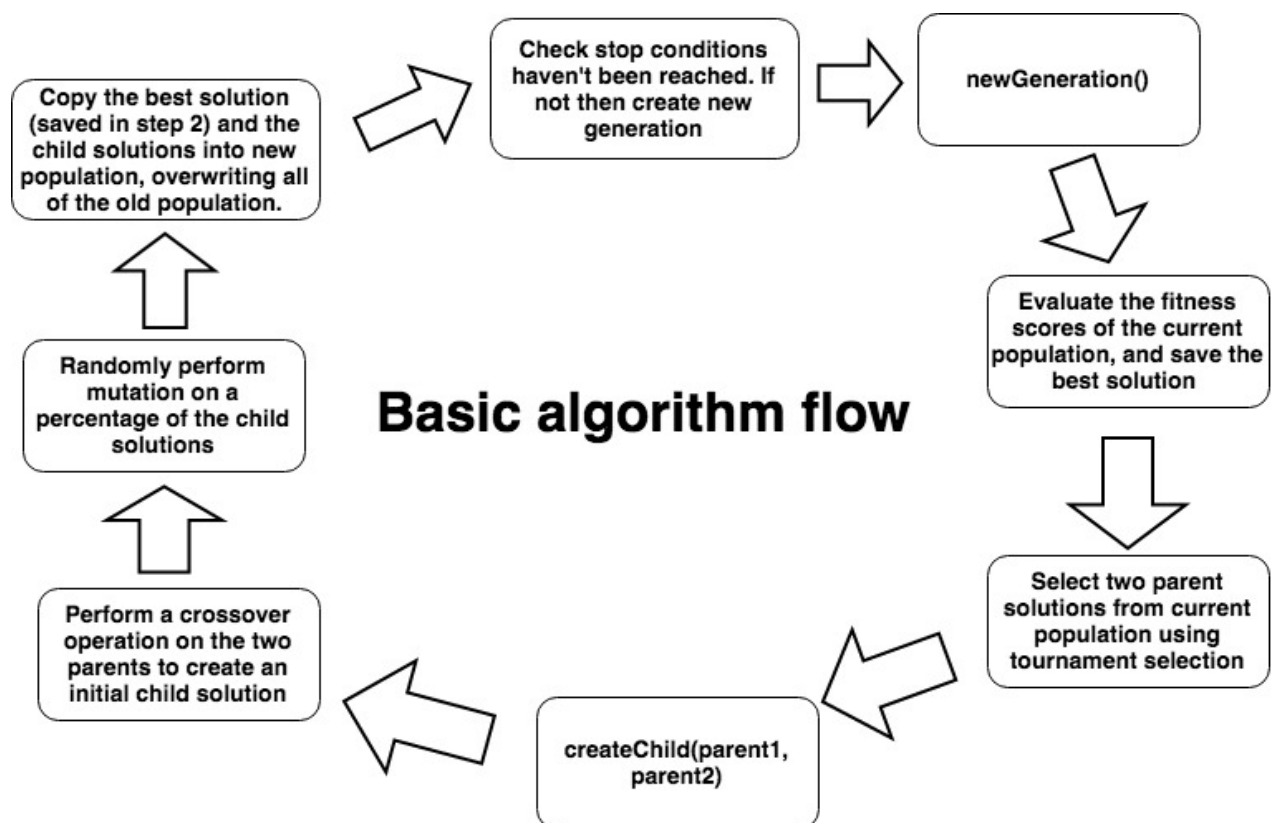 Check stop conditions
haven't been reached. If
not then create new
generation
newGeneration()
Evaluate the fitness
scores of the current
population, and save the
best solution
Select two parent
solutions from current
population using
tournament selection
createChild(parent1,
parent2)
Perform a crossover
operation on the two
parents to create an
initial child solution
Randomly perform
mutation on a
percentage of the child
solutions
Copy the best solution
(saved in step 2) and the
child solutions into new
population, overwriting all
of the old population.
Basic algorithm flow